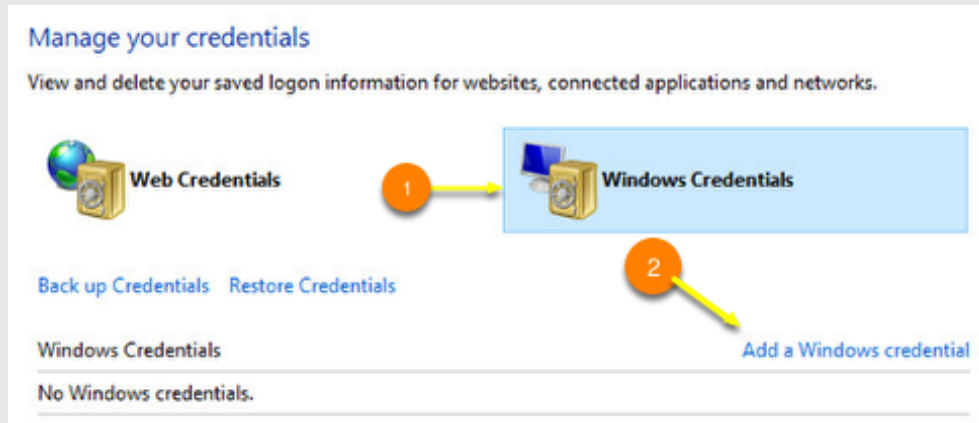 Manage your credentials
View and delete your saved logon information for websites, connected applications and networks.
Web Credentials
1
Windows Credentials
2
Back up Credentials Restore Credentials
Windows Credentials Add a Windows credential
No Windows credentials.